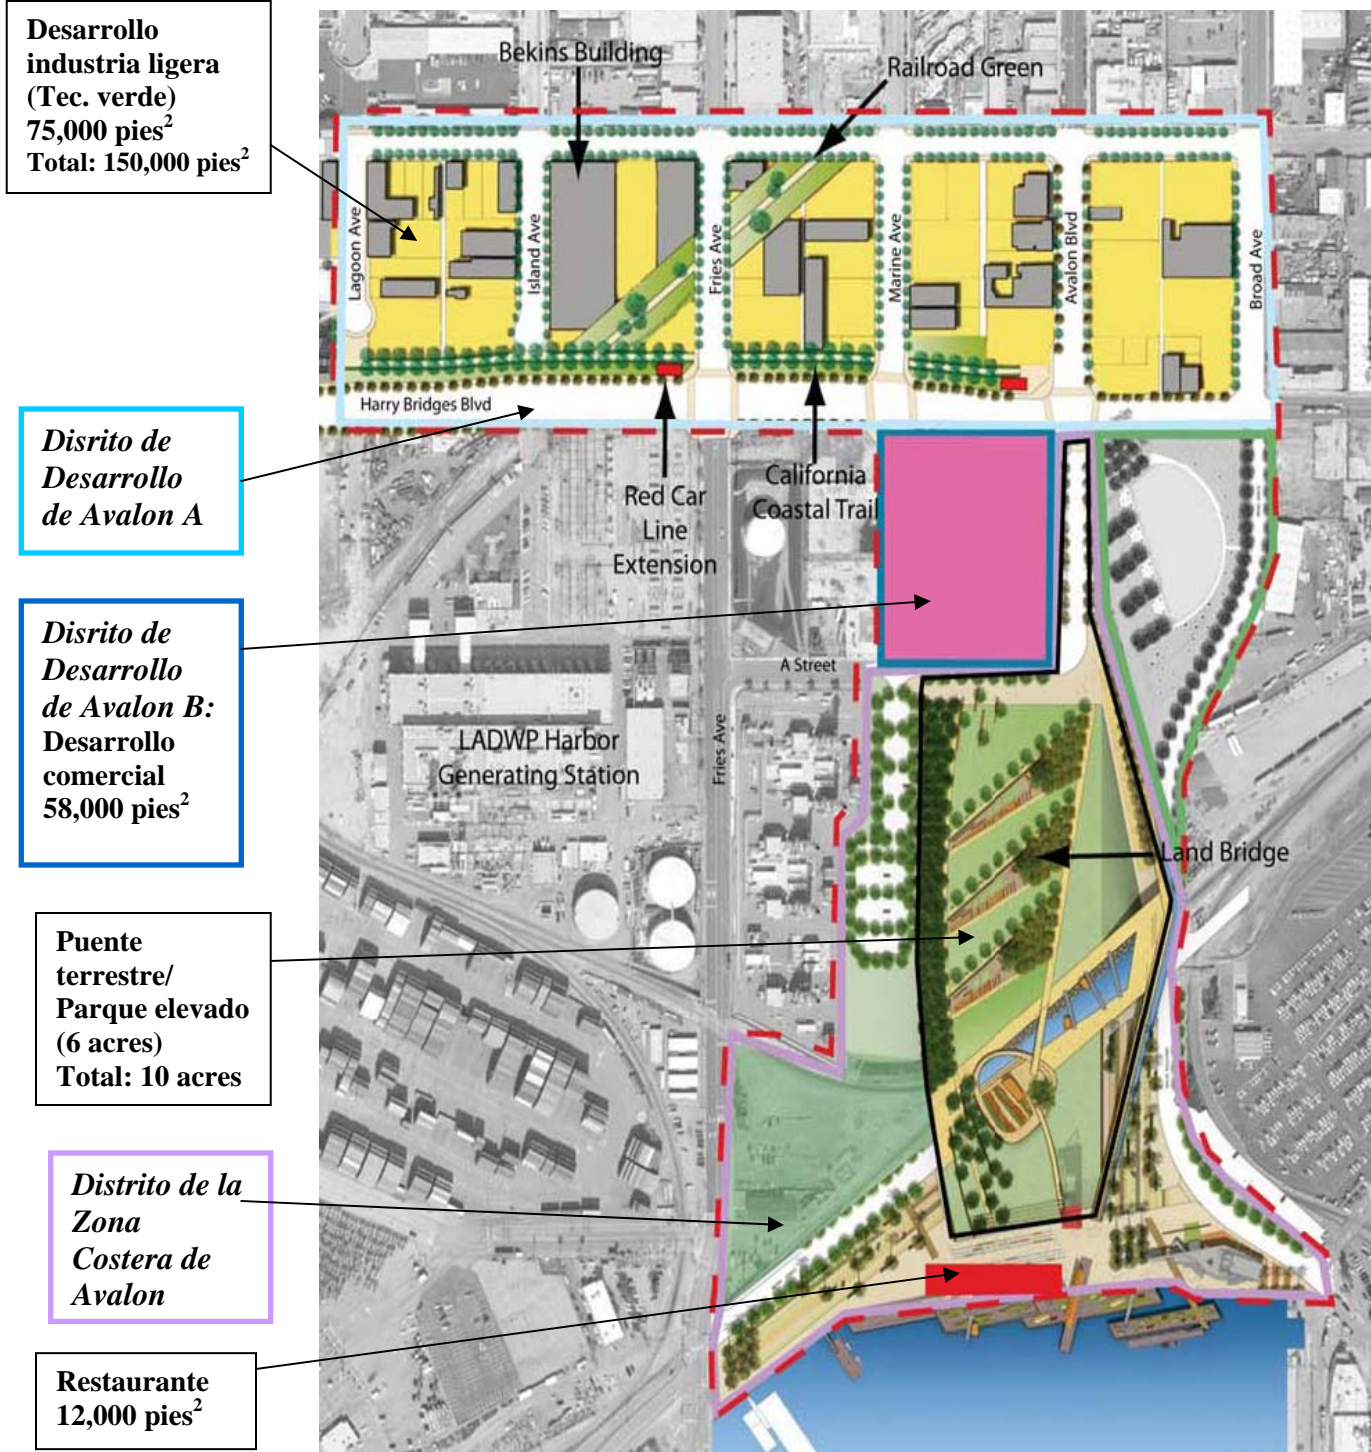 Desarrollo
industria ligera
(Tec. verde)
75,000 pies²
Total: 150,000 pies²
Disrito de
Desarrollo
de Avalon A
Disrito de
Desarrollo
de Avalon B:
Desarrollo
comercial
58,000 pies²
Puente
terrestre/
Parque elevado
(6 acres)
Total: 10 acres
Distrito de la
Zona
Costera de
Avalon
Restaurante
12,000 pies²
Bekins Building
Railroad Green
Lagoon Ave
Island Ave
Fries Ave
Marine Ave
Avalon Blvd
Broad Ave
Harry Bridges Blvd
Red Car
Line
Extension
California
Coastal Trail
A Street
Fries Ave
LADWP Harbor
Generating Station
Land Bridge